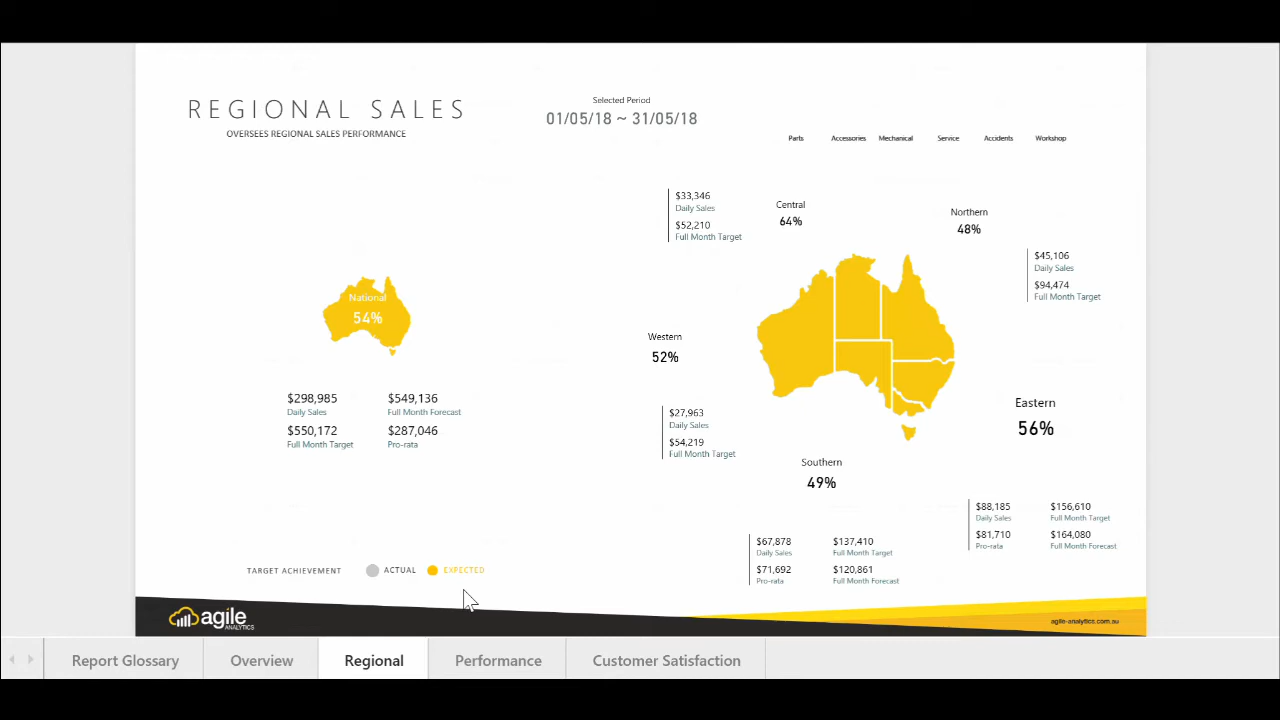 REGIONAL SALES
OVERSEES REGIONAL SALES PERFORMANCE
Selected Period
01/05/18 ~ 31/05/18
Parts Accessories Mechanical Service Accidents Workshop
National
54%
$298,985
Daily Sales
$549,136
Full Month Forecast
$550,172
Full Month Target
$287,046
Pro-rata
$33,346
Daily Sales
$52,210
Full Month Target
Central
64%
Northern
48%
$45,106
Daily Sales
$94,474
Full Month Target
Western
52%
$27,963
Daily Sales
$54,219
Full Month Target
Eastern
56%
$88,185
Daily Sales
$156,610
Full Month Target
$81,710
Pro-rata
$164,080
Full Month Forecast
Southern
49%
$67,878
Daily Sales
$137,410
Full Month Target
$71,692
Pro-rata
$120,861
Full Month Forecast
TARGET ACHIEVEMENT ACTUAL EXPECTED
agile
ANALYTICS
agile-analytics.com.au
Report Glossary Overview Regional Performance Customer Satisfaction